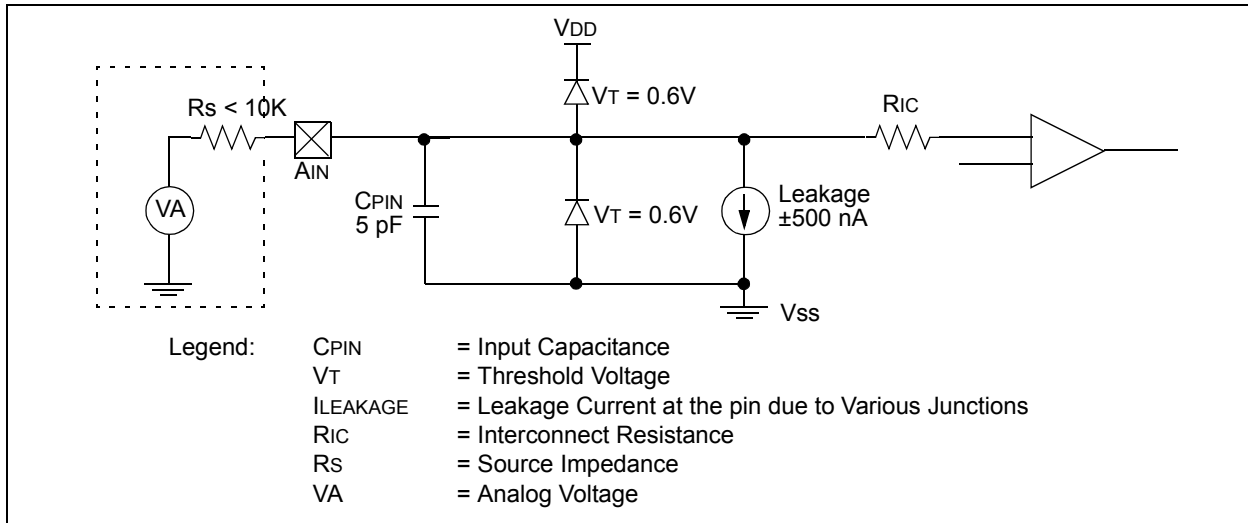 VDD
Rs < 10K
VT = 0.6V
RIC
AIN
VA
CPIN
5 pF
VT = 0.6V
Leakage
±500 nA
Vss
Legend: CPIN = Input Capacitance
VT = Threshold Voltage
ILEAKAGE = Leakage Current at the pin due to Various Junctions
RIC = Interconnect Resistance
RS = Source Impedance
VA = Analog Voltage